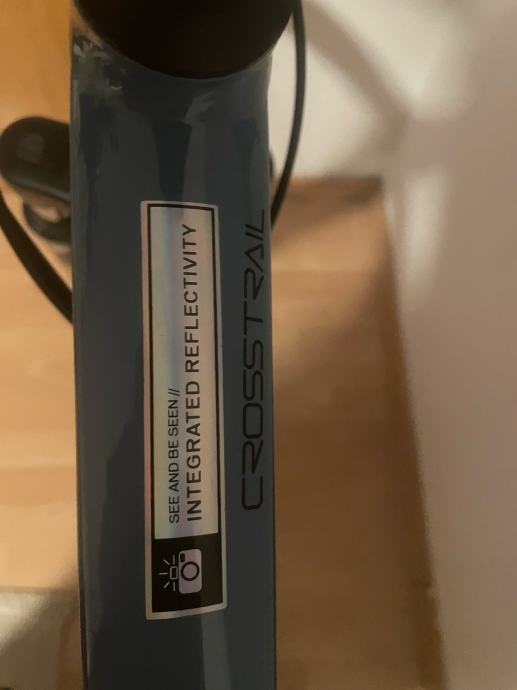 SEE AND BE SEEN //
INTEGRATED REFLECTIVITY
CROSSTRAIL